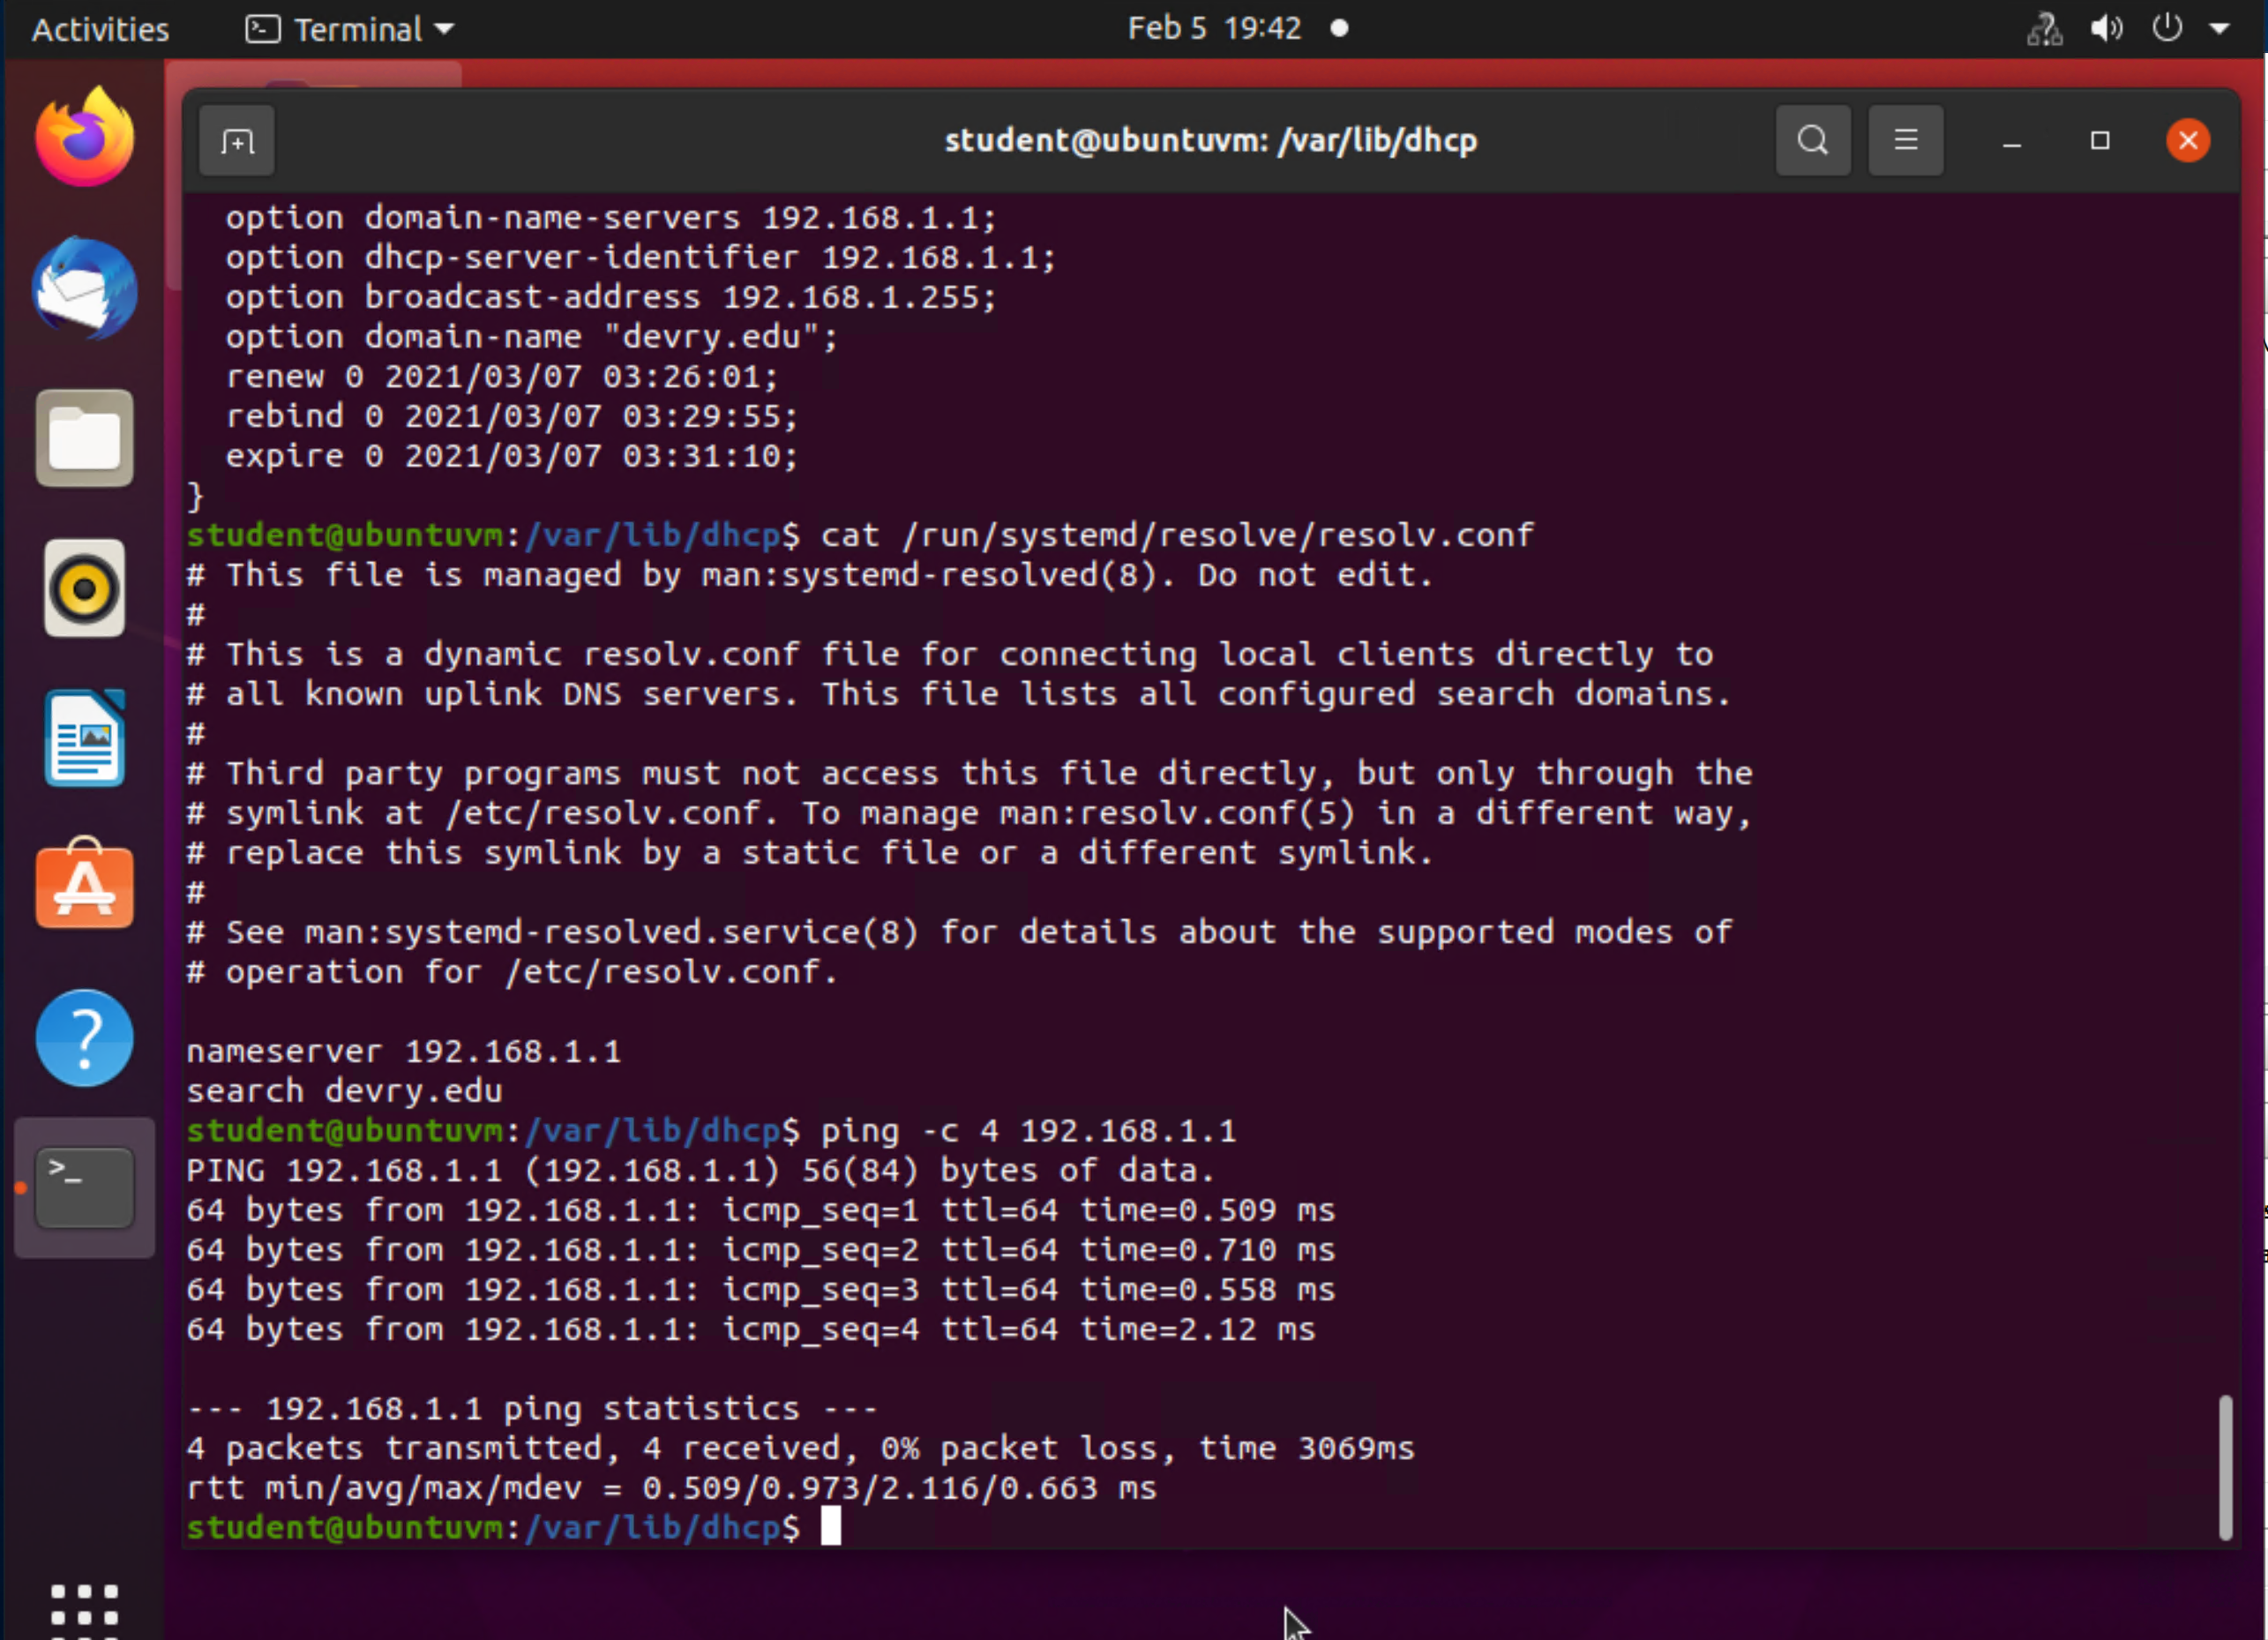 Activities Terminal Feb 5 19:42
student@ubuntuvm: /var/lib/dhcp
option domain-name-servers 192.168.1.1;
option dhcp-server-identifier 192.168.1.1;
option broadcast-address 192.168.1.255;
option domain-name "devry.edu";
renew 0 2021/03/07 03:26:01;
rebind 0 2021/03/07 03:29:55;
expire 0 2021/03/07 03:31:10;
}
student@ubuntuvm:/var/lib/dhcp$ cat /run/systemd/resolve/resolv.conf
# This file is managed by man:systemd-resolved(8). Do not edit.
#
# This is a dynamic resolv.conf file for connecting local clients directly to
# all known uplink DNS servers. This file lists all configured search domains.
#
# Third party programs must not access this file directly, but only through the
# symlink at /etc/resolv.conf. To manage man:resolv.conf(5) in a different way,
# replace this symlink by a static file or a different symlink.
#
# See man:systemd-resolved.service(8) for details about the supported modes of
# operation for /etc/resolv.conf.
nameserver 192.168.1.1
search devry.edu
student@ubuntuvm:/var/lib/dhcp$ ping -c 4 192.168.1.1
PING 192.168.1.1 (192.168.1.1) 56(84) bytes of data.
64 bytes from 192.168.1.1: icmp_seq=1 ttl=64 time=0.509 ms
64 bytes from 192.168.1.1: icmp_seq=2 ttl=64 time=0.710 ms
64 bytes from 192.168.1.1: icmp_seq=3 ttl=64 time=0.558 ms
64 bytes from 192.168.1.1: icmp_seq=4 ttl=64 time=2.12 ms
--- 192.168.1.1 ping statistics ---
4 packets transmitted, 4 received, 0% packet loss, time 3069ms
rtt min/avg/max/mdev = 0.509/0.973/2.116/0.663 ms
student@ubuntuvm:/var/lib/dhcp$